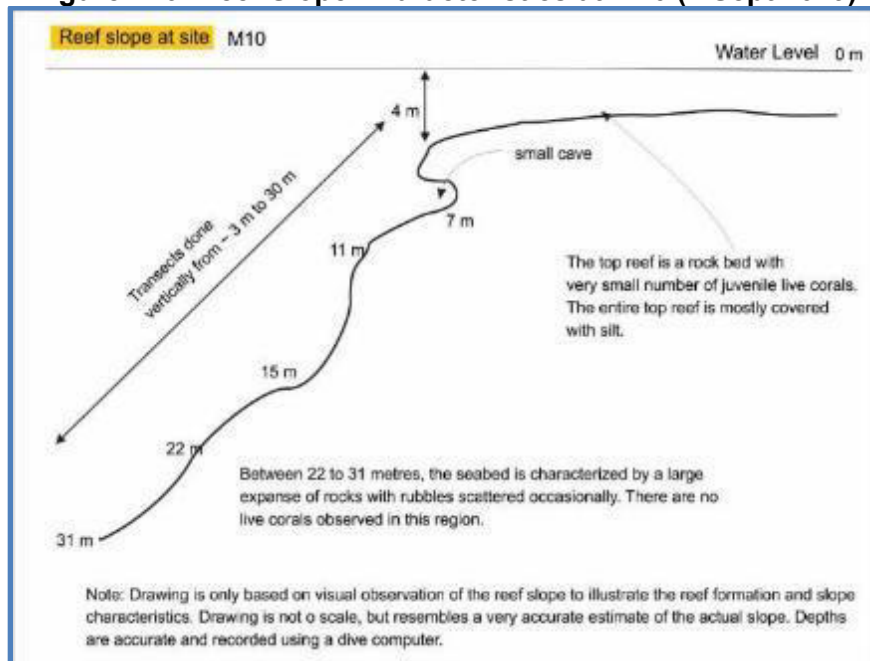 Reef slope at site M10
Water Level 0 m
4 m
small cave
7 m
11 m
Transects done
vertically from ~ 3 m to 30 m
The top reef is a rock bed with
very small number of juvenile live corals.
The entire top reef is mostly covered
with silt.
15 m
22 m
Between 22 to 31 metres, the seabed is characterized by a large
expanse of rocks with rubbles scattered occasionally. There are no
live corals observed in this region.
31 m
Note: Drawing is only based on visual observation of the reef slope to illustrate the reef formation and slope
characteristics. Drawing is not o scale, but resembles a very accurate estimate of the actual slope. Depths
are accurate and recorded using a dive computer.